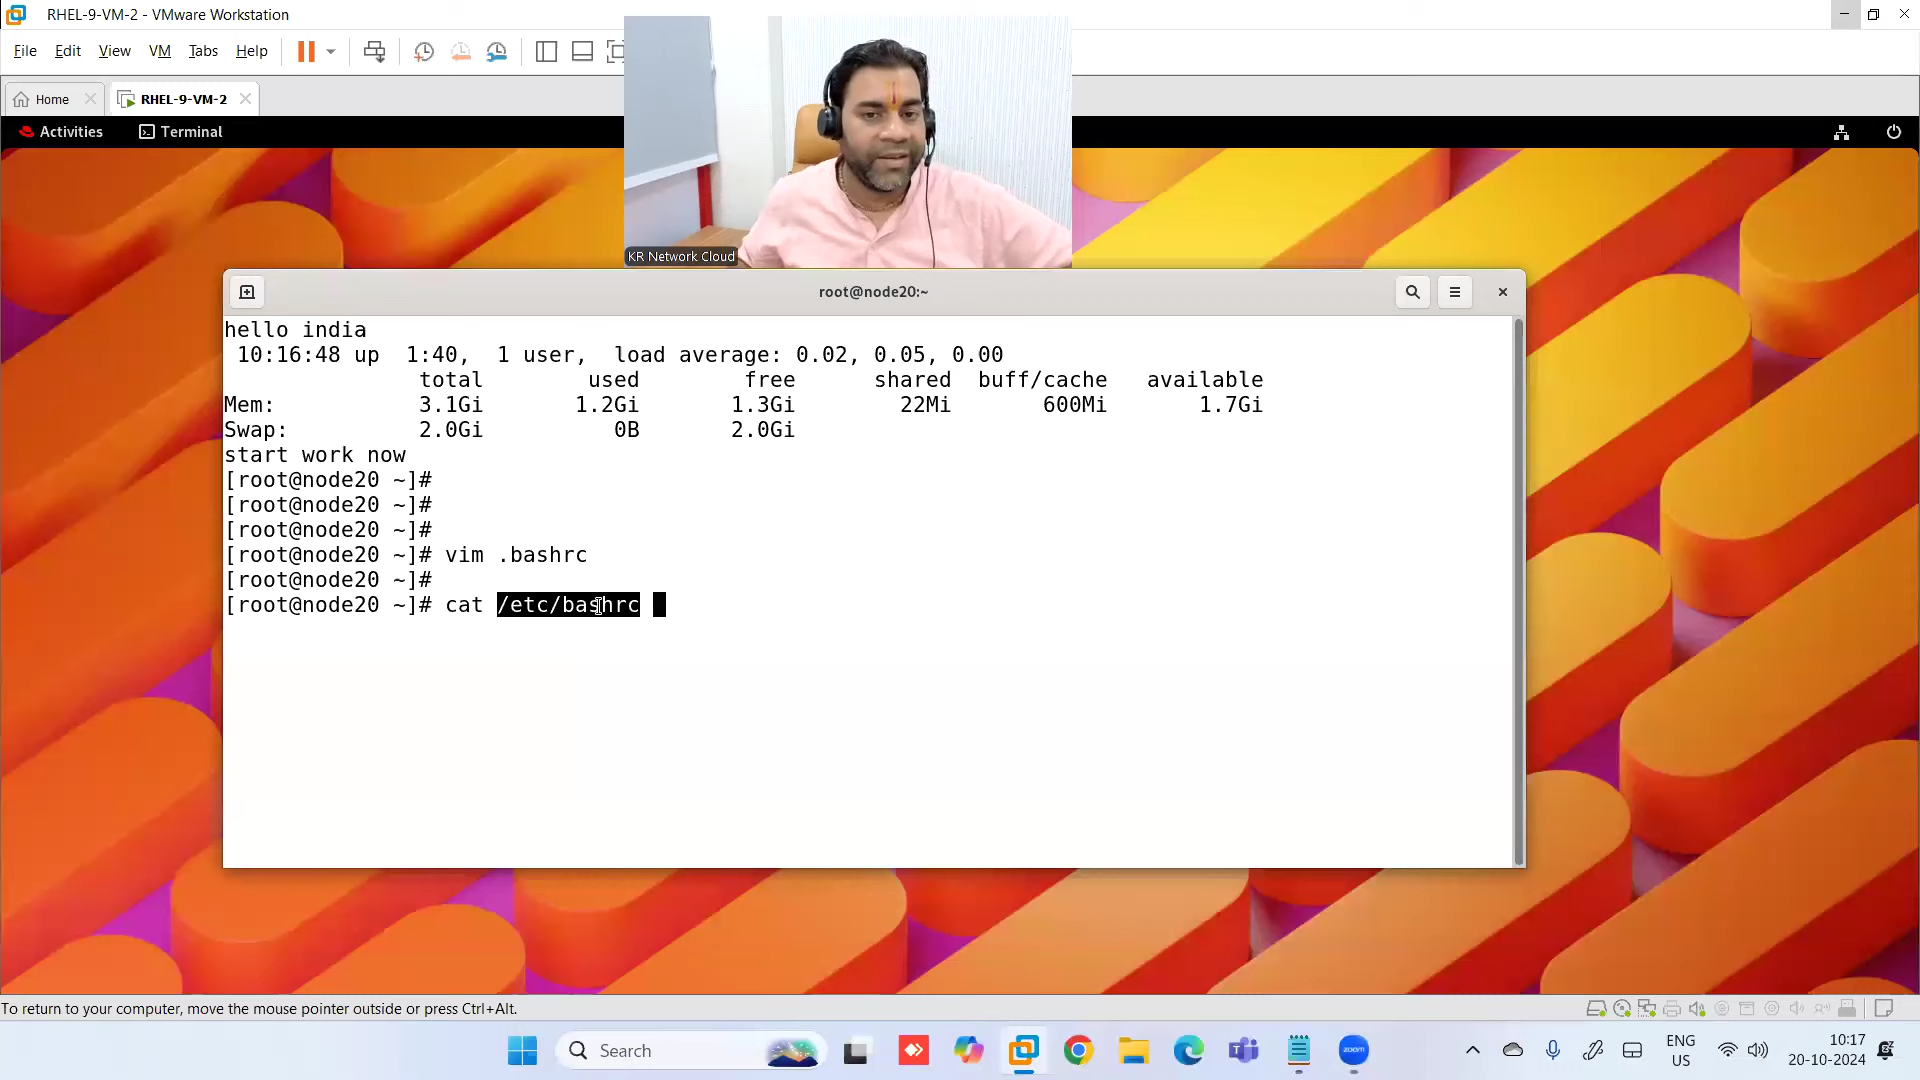 RHEL-9-VM-2 - VMware Workstation
File Edit View VM Tabs Help
Home RHEL-9-VM-2
Activities Terminal
KR Network Cloud
root@node20:~
hello india
10:16:48 up 1:40, 1 user, load average: 0.02, 0.05, 0.00
total used free shared buff/cache available
Mem: 3.1Gi 1.2Gi 1.3Gi 22Mi 600Mi 1.7Gi
Swap: 2.0Gi 0B 2.0Gi
start work now
[root@node20 ~]#
[root@node20 ~]#
[root@node20 ~]#
[root@node20 ~]# vim .bashrc
[root@node20 ~]#
[root@node20 ~]# cat /etc/bashrc
To return to your computer, move the mouse pointer outside or press Ctrl+Alt.
Search
zoom
ENG
US
10:17
20-10-2024